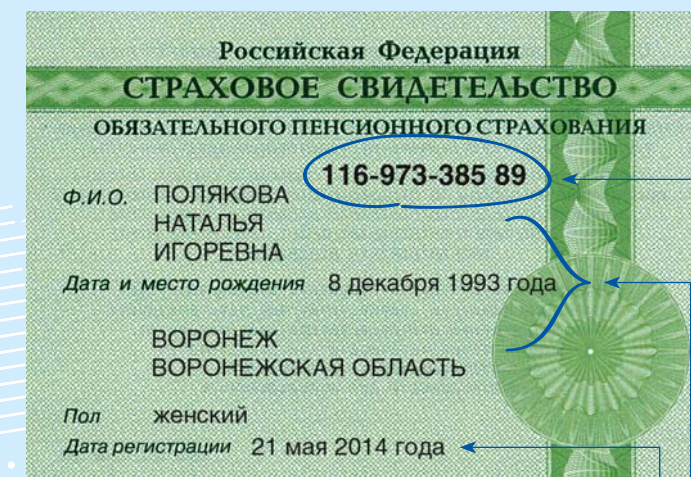 Российская Федерация
СТРАХОВОЕ СВИДЕТЕЛЬСТВО
ОБЯЗАТЕЛЬНОГО ПЕНСИОННОГО СТРАХОВАНИЯ
116-973-385 89
Ф.И.О. ПОЛЯКОВА
НАТАЛЬЯ
ИГОРЕВНА
Дата и место рождения 8 декабря 1993 года
ВОРОНЕЖ
ВОРОНЕЖСКАЯ ОБЛАСТЬ
Пол женский
Дата регистрации 21 мая 2014 года